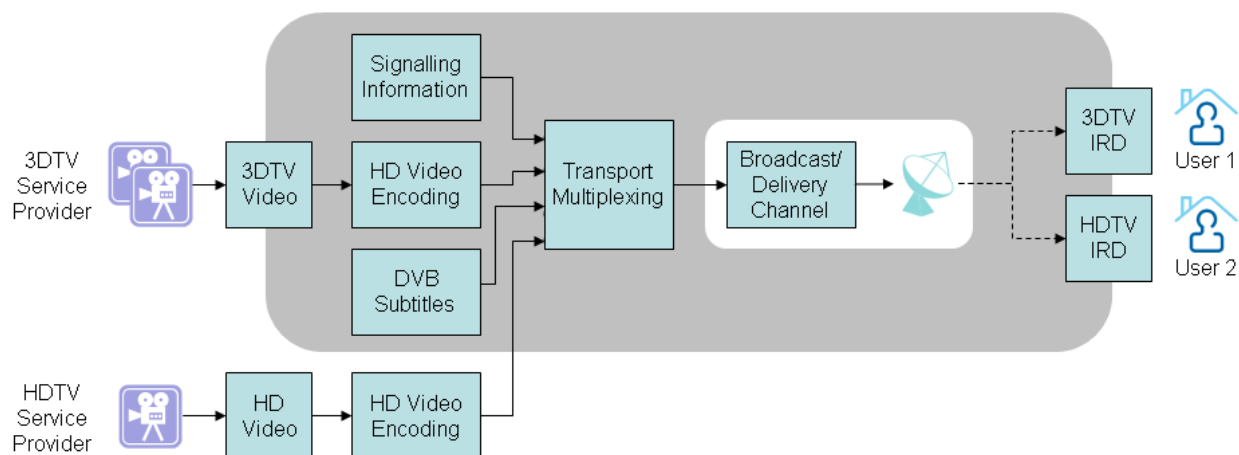 Signalling
Information
3DTV
Service
Provider
3DTV
Video
HD Video
Encoding
DVB
Subtitles
Transport
Multiplexing
Broadcast/
Delivery
Channel
3DTV
IRD
User 1
HDTV
IRD
User 2
HDTV
Service
Provider
HD
Video
HD Video
Encoding